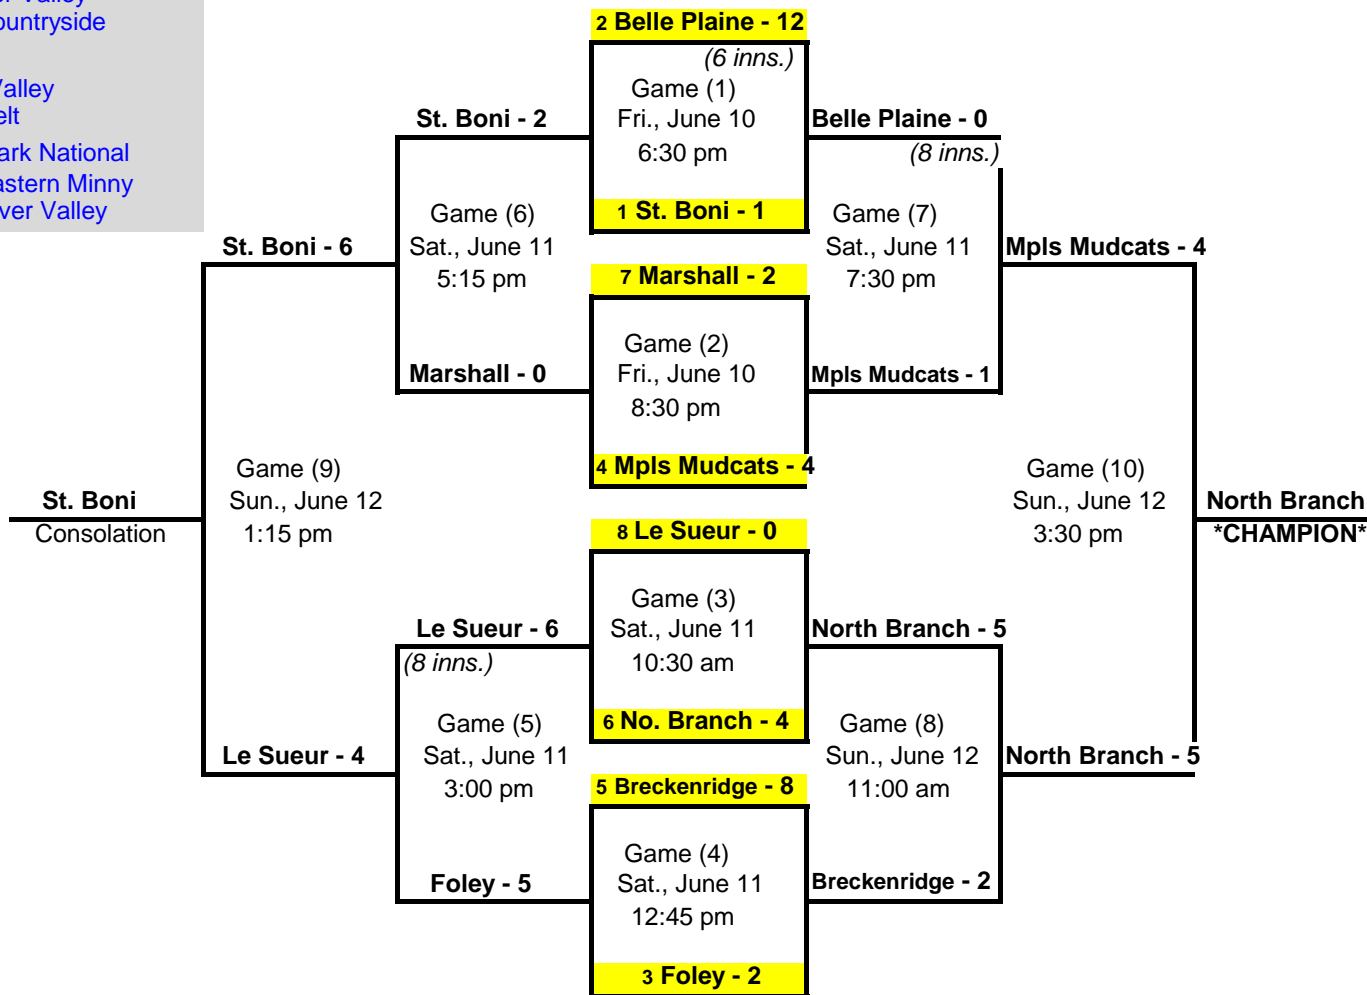 Valley
ountryside
Valley
elt
ark National
astern Minny
ver Valley
2 Belle Plaine - 12
(6 inns.)
Game (1)
Fri., June 10
6:30 pm
1 St. Boni - 1
St. Boni - 2
Game (6)
Sat., June 11
5:15 pm
Marshall - 0
Belle Plaine - 0
(8 inns.)
Game (7)
Sat., June 11
7:30 pm
Mpls Mudcats - 1
7 Marshall - 2
Game (2)
Fri., June 10
8:30 pm
4 Mpls Mudcats - 4
St. Boni - 6
Game (9)
Sun., June 12
1:15 pm
Le Sueur - 4
St. Boni
Consolation
Mpls Mudcats - 4
Game (10)
Sun., June 12
3:30 pm
North Branch - 5
North Branch
*CHAMPION*
8 Le Sueur - 0
Game (3)
Sat., June 11
10:30 am
6 No. Branch - 4
Le Sueur - 6
(8 inns.)
Game (5)
Sat., June 11
3:00 pm
Foley - 5
North Branch - 5
Game (8)
Sun., June 12
11:00 am
Breckenridge - 2
5 Breckenridge - 8
Game (4)
Sat., June 11
12:45 pm
3 Foley - 2